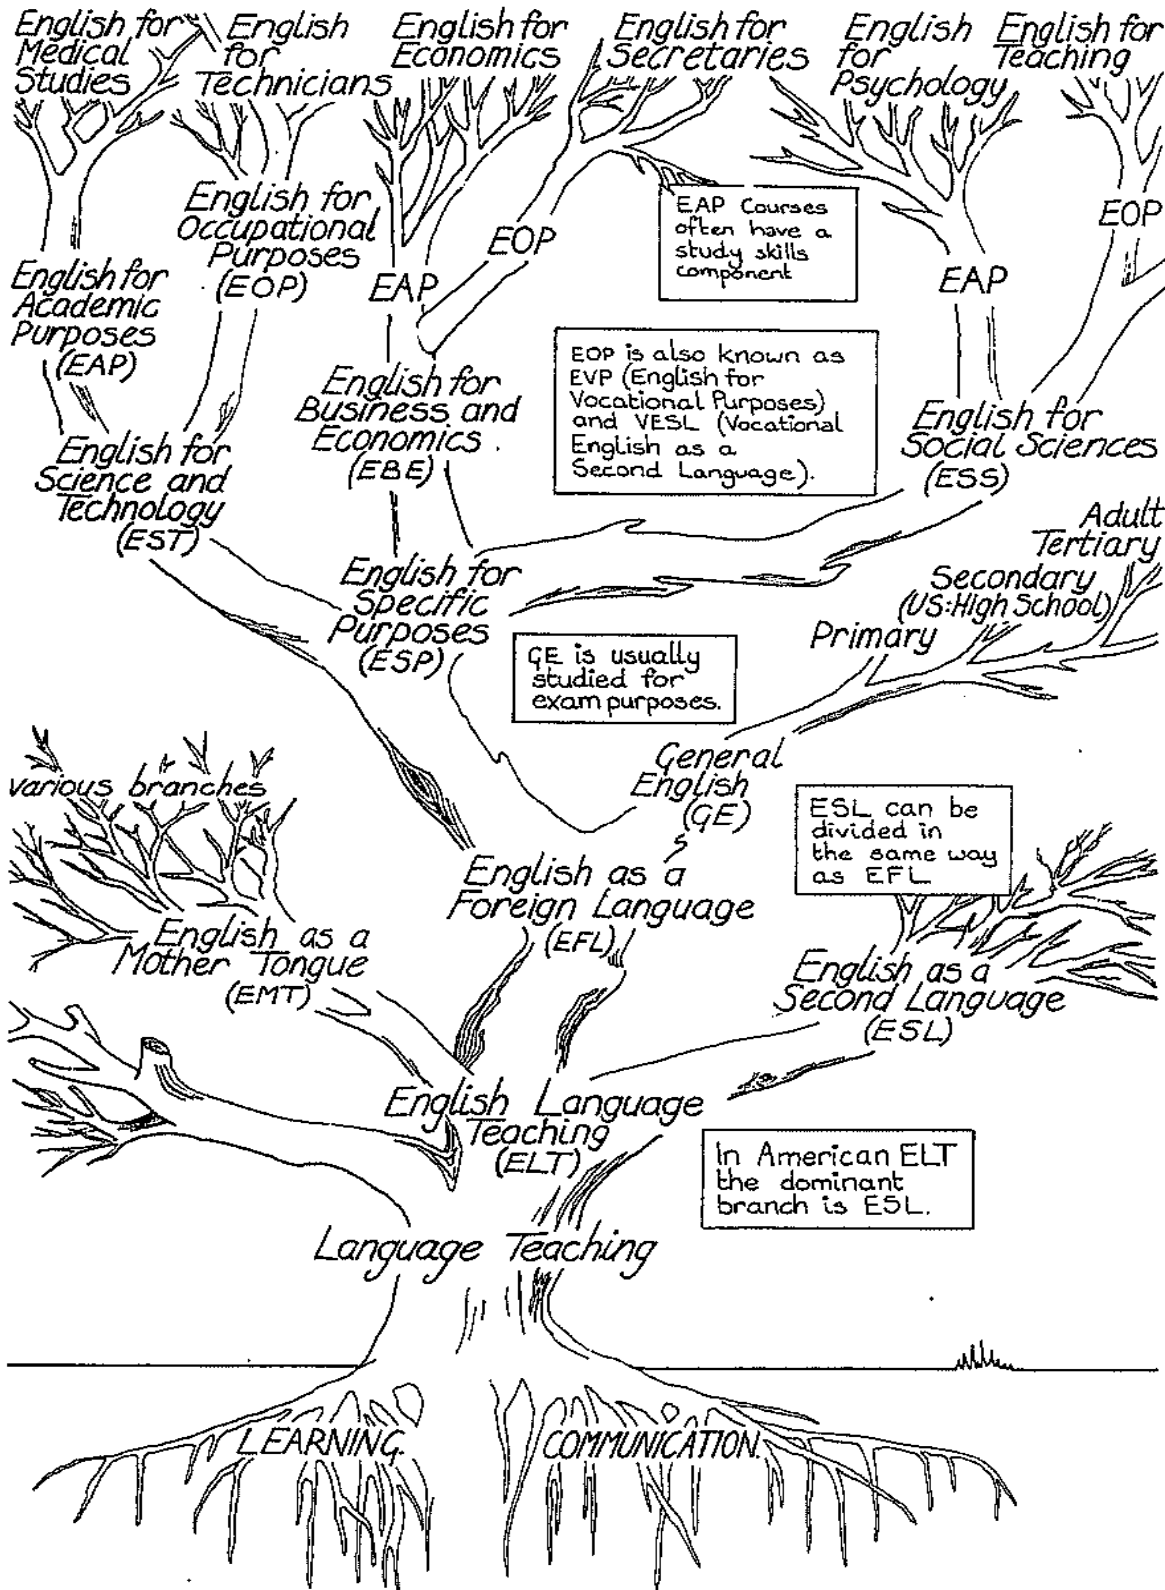 English for
Medical
Studies
English
for
Technicians
English for
Economics
English for
Secretaries
English
for
Psychology
English for
Teaching
English for
Occupational
Purposes
(EOP)
EOP
EAP Courses
often have a
study skills
component
EOP
English for
Academic
Purposes
(EAP)
EAP
EAP
English for
Business and
Economics
(EBE)
EOP is also known as
EVP (English for
Vocational Purposes)
and VESL (Vocational
English as a
Second Language).
English for
Social Sciences
(ESS)
English for
Science and
Technology
(EST)
Adult
Tertiary
Secondary
(US:High School)
Primary
English for
Specific
Purposes
(ESP)
GE is usually
studied for
exam purposes.
General
English
(GE)
various branches
ESL can be
divided in
the same way
as EFL
English as a
Foreign Language
(EFL)
English as a
Mother Tongue
(EMT)
English as a
Second Language
(ESL)
English Language
Teaching
(ELT)
In American ELT
the dominant
branch is ESL.
Language Teaching
LEARNING.
COMMUNICATION.